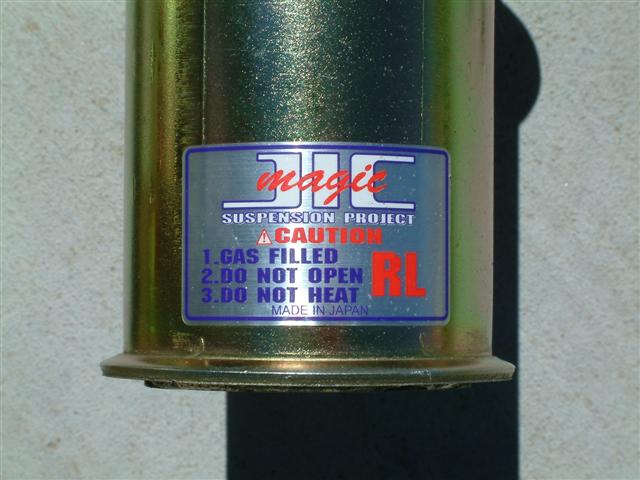 JIC
magic
SUSPENSION PROJECT
⚠CAUTION
1.GAS FILLED
2.DO NOT OPEN
3.DO NOT HEAT
RL
MADE IN JAPAN